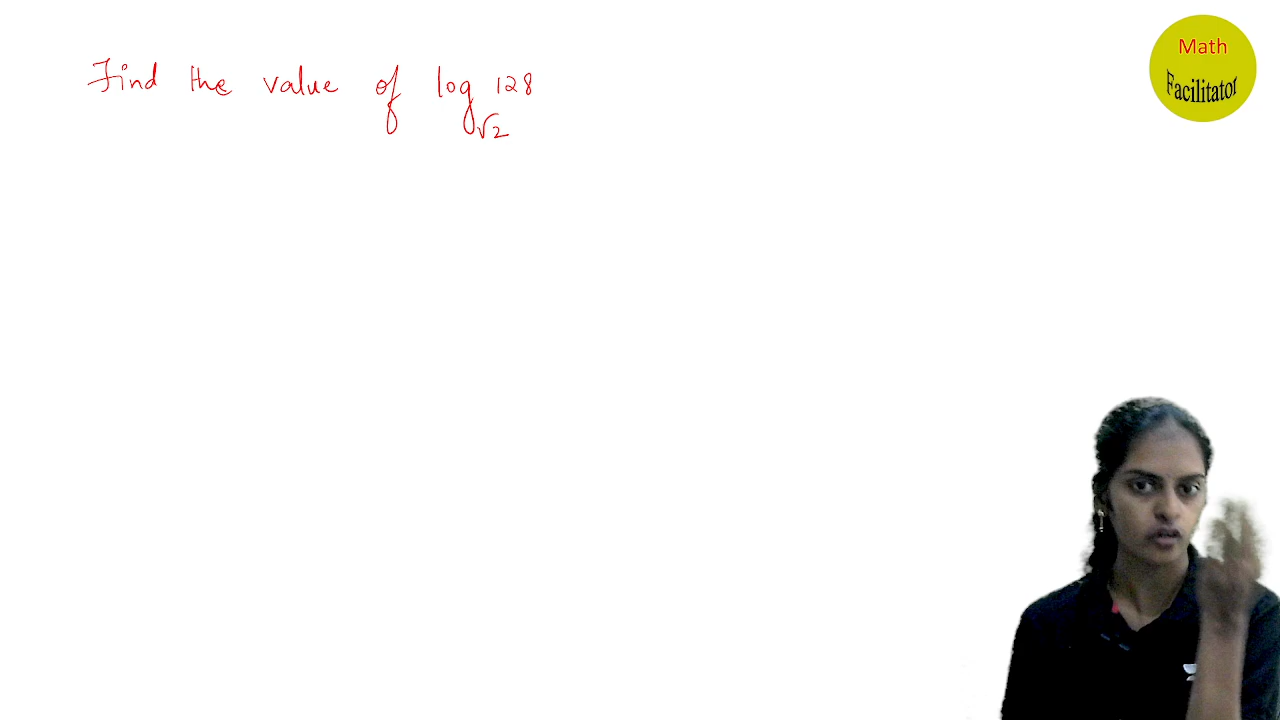 Find the value of log 128
√2
Math
Facilitator